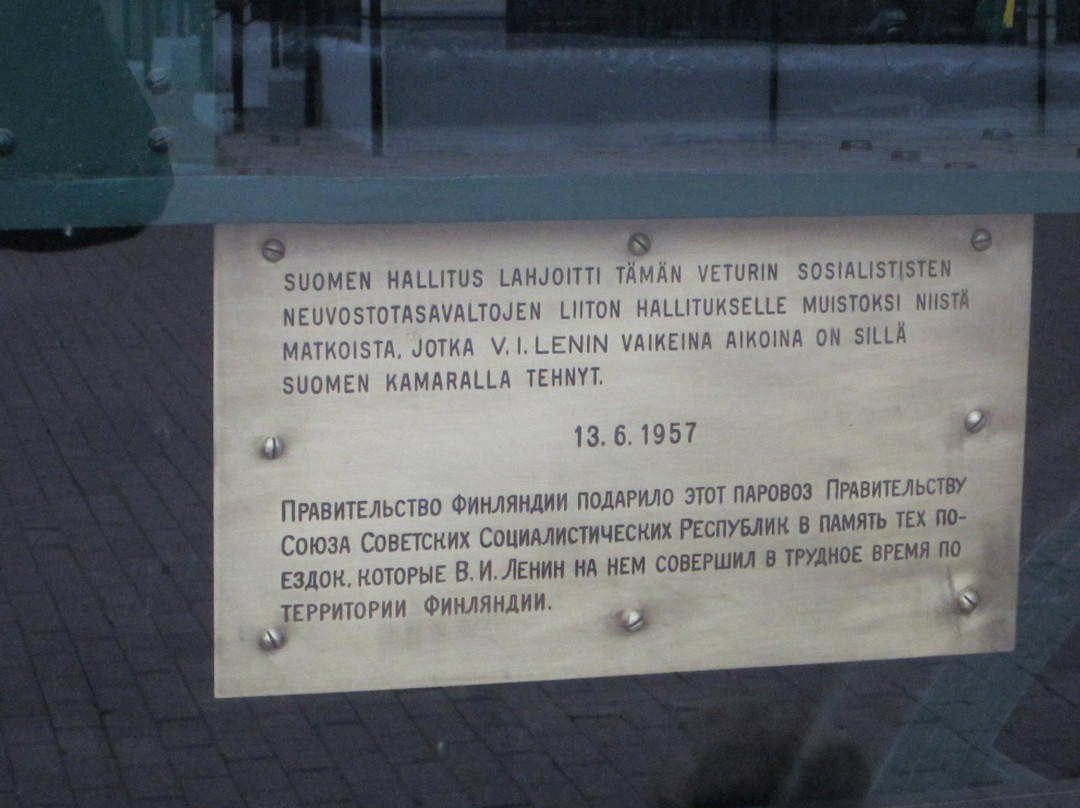 SUOMEN HALLITUS LAHJOITTI TÄMÄN VETURIN SOSIALISTISTEN
NEUVOSTOTASAVALTOJEN LIITON HALLITUKSELLE MUISTOKSI NIISTÄ
MATKOISTA, JOTKA V. I. LENIN VAIKEINA AIKOINA ON SILLÄ
SUOMEN KAMARALLA TEHNYT.
13. 6. 1957
ПРАВИТЕЛЬСТВО ФИНЛЯНДИИ ПОДАРИЛО ЭТОТ ПАРОВОЗ ПРАВИТЕЛЬСТВУ
СОЮЗА СОВЕТСКИХ СОЦИАЛИСТИЧЕСКИХ РЕСПУБЛИК В ПАМЯТЬ ТЕХ ПО-
ЕЗДОК, КОТОРЫЕ В. И. ЛЕНИН НА НЕМ СОВЕРШИЛ В ТРУДНОЕ ВРЕМЯ ПО
ТЕРРИТОРИИ ФИНЛЯНДИИ.